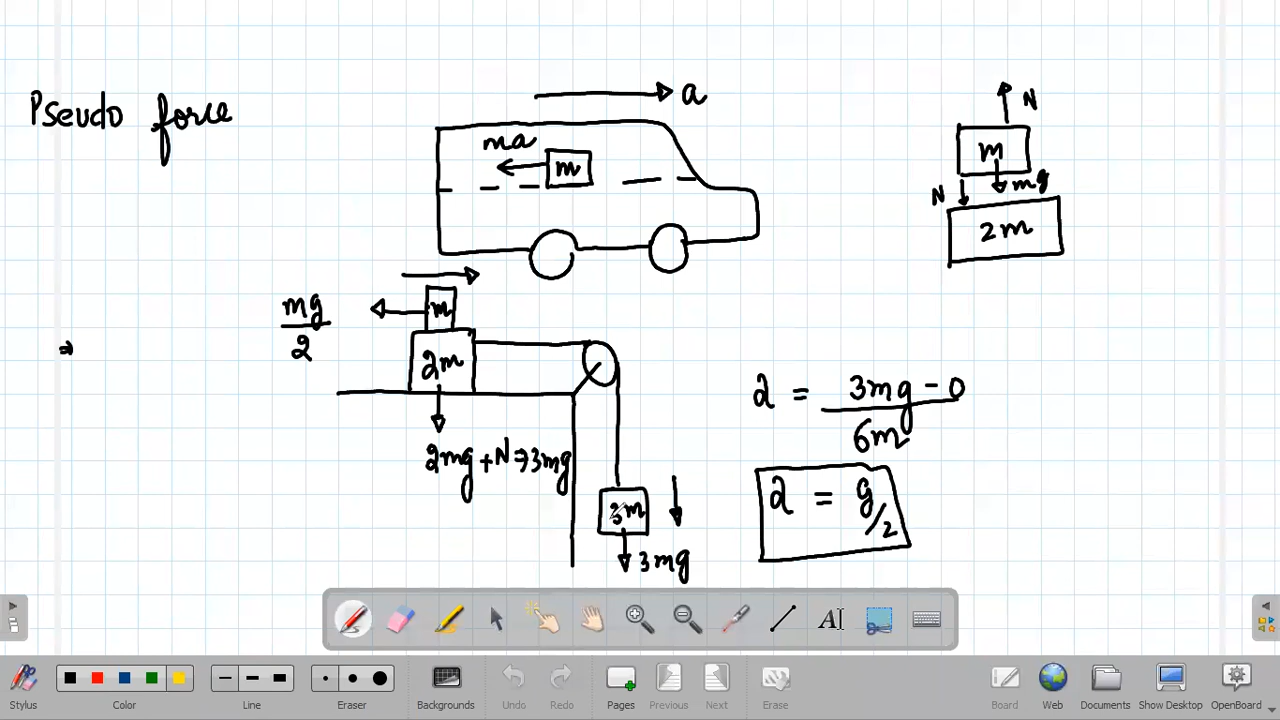 Pseudo force
a
ma
m
N
m
mg
N
2m
mg
2
m
⇒
2m
2mg + N ⇒ 3mg
3m
3mg
a = 3mg - 0
6m
a = g/2
Stylus
Color
Line
Eraser
Backgrounds
Undo
Redo
Pages
Previous
Next
Erase
Board
Web
Documents
Show Desktop
OpenBoard